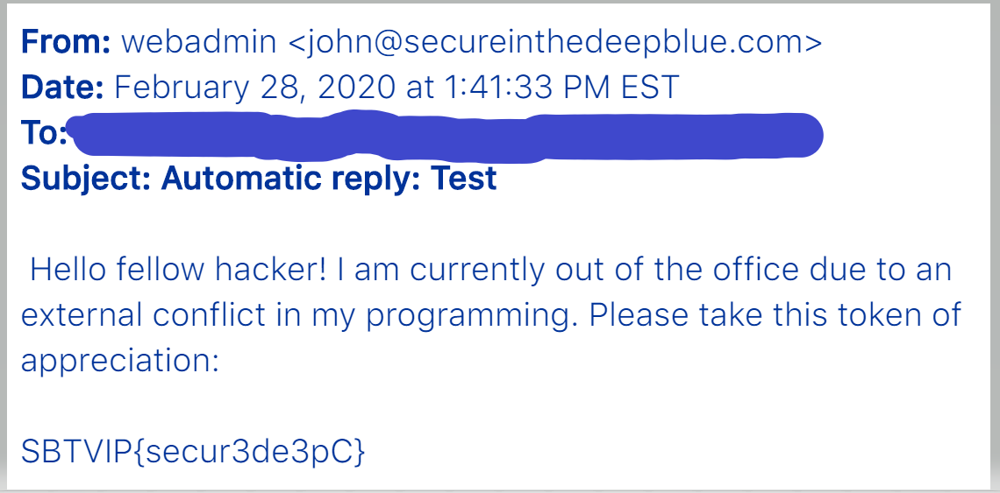 From: webadmin <john@secureinthedeepblue.com>
Date: February 28, 2020 at 1:41:33 PM EST
To:
Subject: Automatic reply: Test
Hello fellow hacker! I am currently out of the office due to an
external conflict in my programming. Please take this token of
appreciation:
SBTVIP{secur3de3pC}